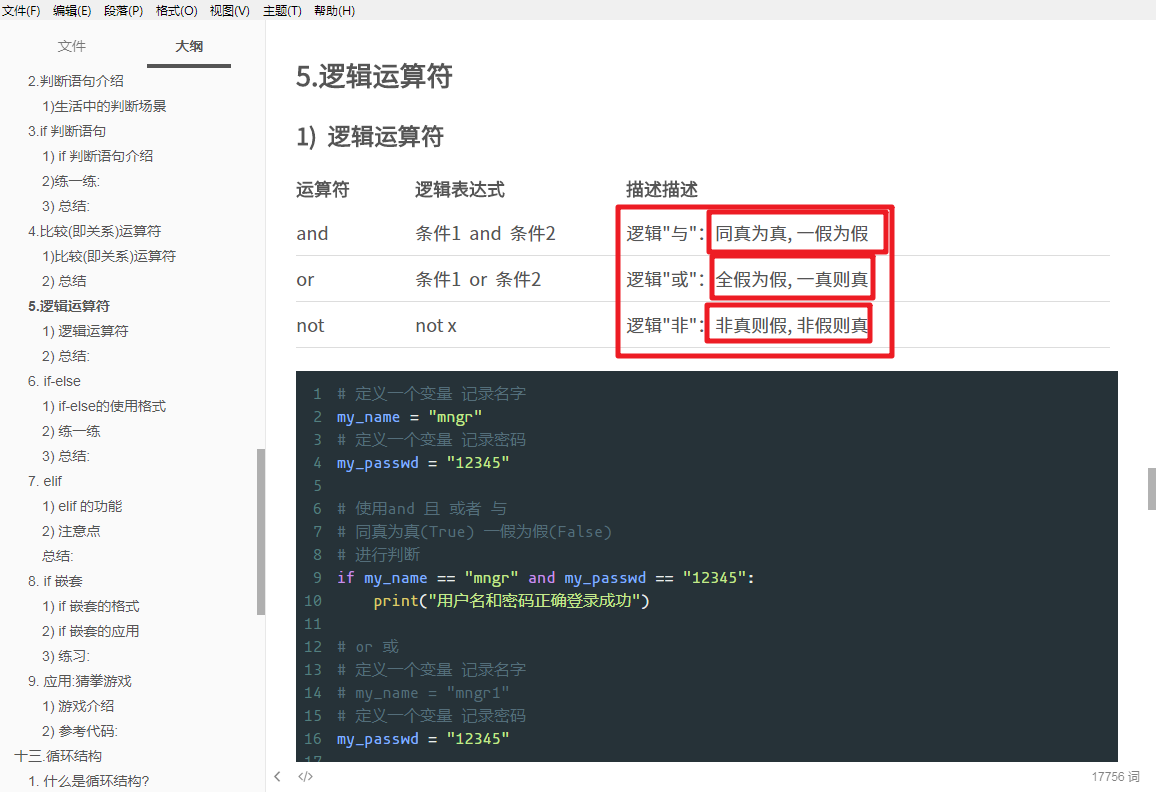 文件(F) 编辑(E) 段落(P) 格式(O) 视图(V) 主题(T) 帮助(H)
文件 大纲
2.判断语句介绍
1)生活中的判断场景
3.if 判断语句
1) if 判断语句介绍
2)练一练:
3) 总结:
4.比较(即关系)运算符
1)比较(即关系)运算符
2) 总结
5.逻辑运算符
1) 逻辑运算符
2) 总结:
6. if-else
1) if-else的使用格式
2) 练一练
3) 总结:
7. elif
1) elif 的功能
2) 注意点
总结:
8. if 嵌套
1) if 嵌套的格式
2) if 嵌套的应用
3) 练习:
9. 应用:猜拳游戏
1) 游戏介绍
2) 参考代码:
十三.循环结构
1. 什么是循环结构?
5.逻辑运算符
1) 逻辑运算符
运算符 逻辑表达式 描述描述
and 条件1 and 条件2 逻辑"与": 同真为真, 一假为假
or 条件1 or 条件2 逻辑"或": 全假为假, 一真则真
not not x 逻辑"非": 非真则假, 非假则真
1 # 定义一个变量 记录名字
2 my_name = "mngr"
3 # 定义一个变量 记录密码
4 my_passwd = "12345"
5
6 # 使用and 且 或者 与
7 # 同真为真(True) 一假为假(False)
8 # 进行判断
9 if my_name == "mngr" and my_passwd == "12345":
10 print("用户名和密码正确登录成功")
11
12 # or 或
13 # 定义一个变量 记录名字
14 # my_name = "mngr1"
15 # 定义一个变量 记录密码
16 my_passwd = "12345"
17
</> 17756 词